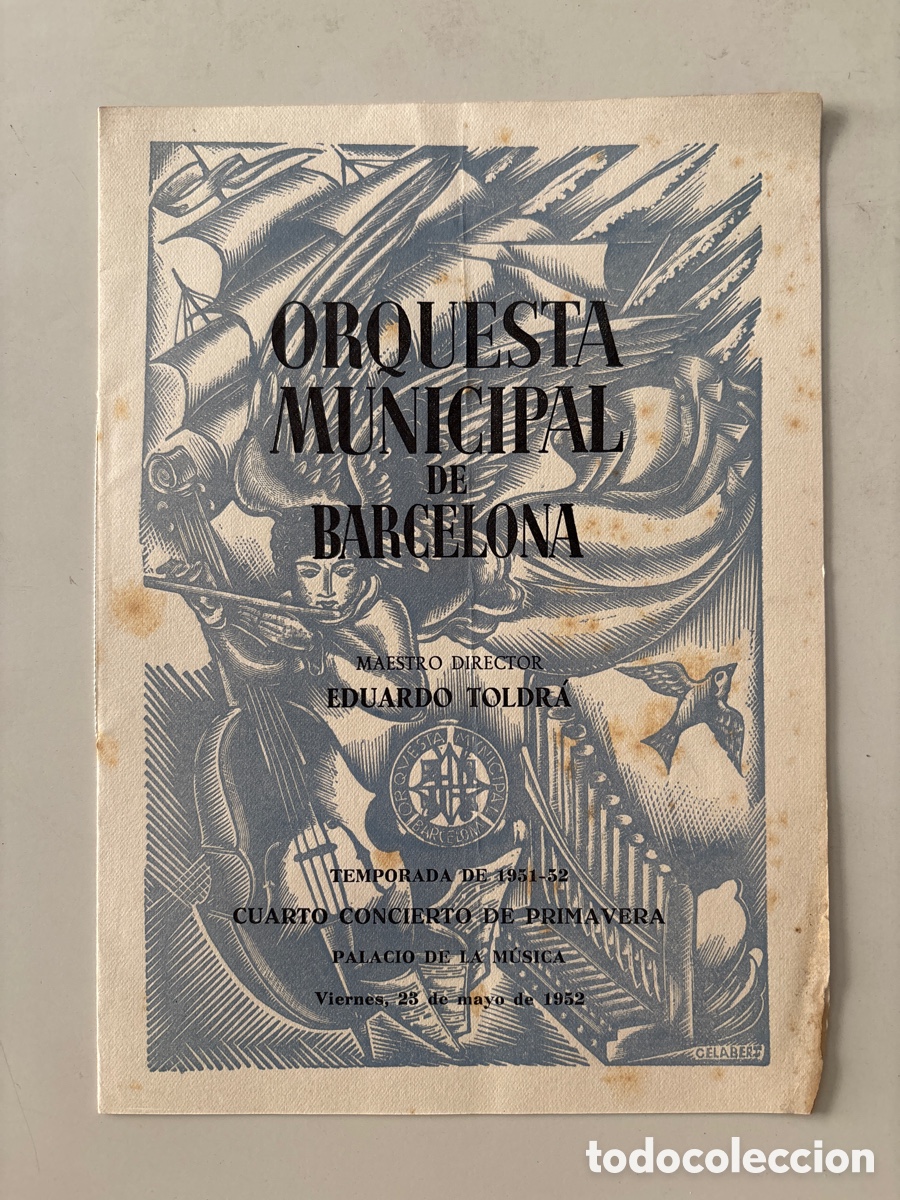 ORQUESTA
MUNICIPAL
DE
BARCELONA
MAESTRO DIRECTOR
EDUARDO TOLDRÁ
ORQUESTA MUNICIPAL
BARCELONA
TEMPORADA DE 1951-52
CUARTO CONCIERTO DE PRIMAVERA
PALACIO DE LA MÚSICA
Viernes, 23 de mayo de 1952
GELABERT
todocoleccion